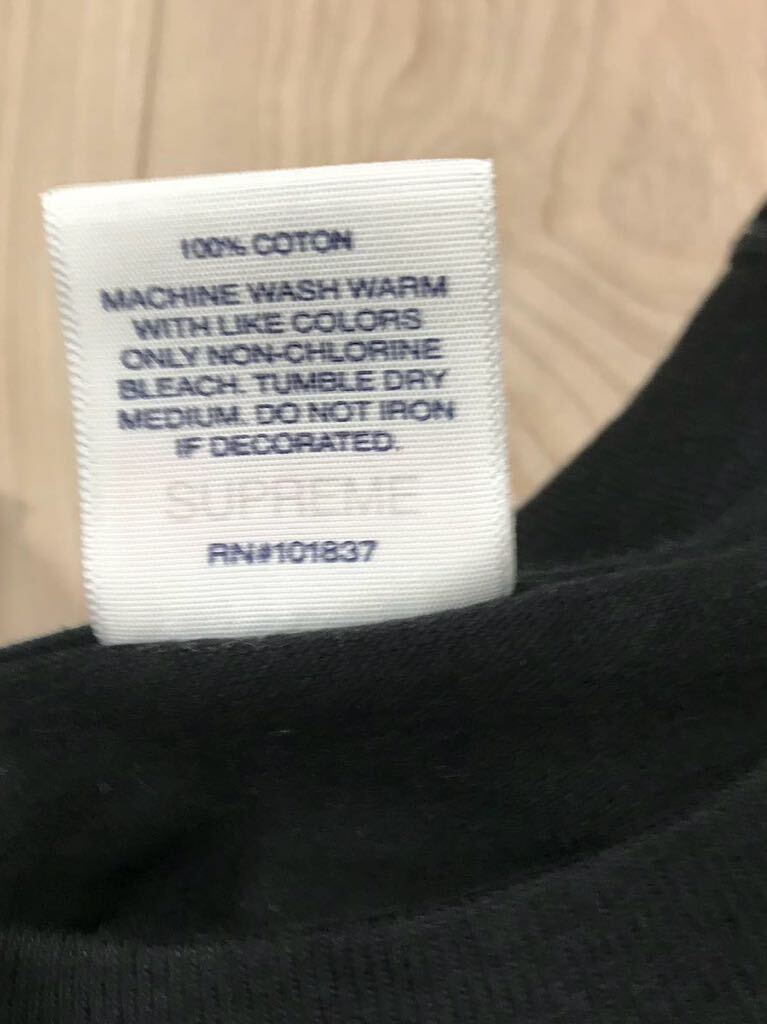 100% COTON
MACHINE WASH WARM
WITH LIKE COLORS
ONLY NON-CHLORINE
BLEACH. TUMBLE DRY
MEDIUM. DO NOT IRON
IF DECORATED.
SUPREME
RN#101837